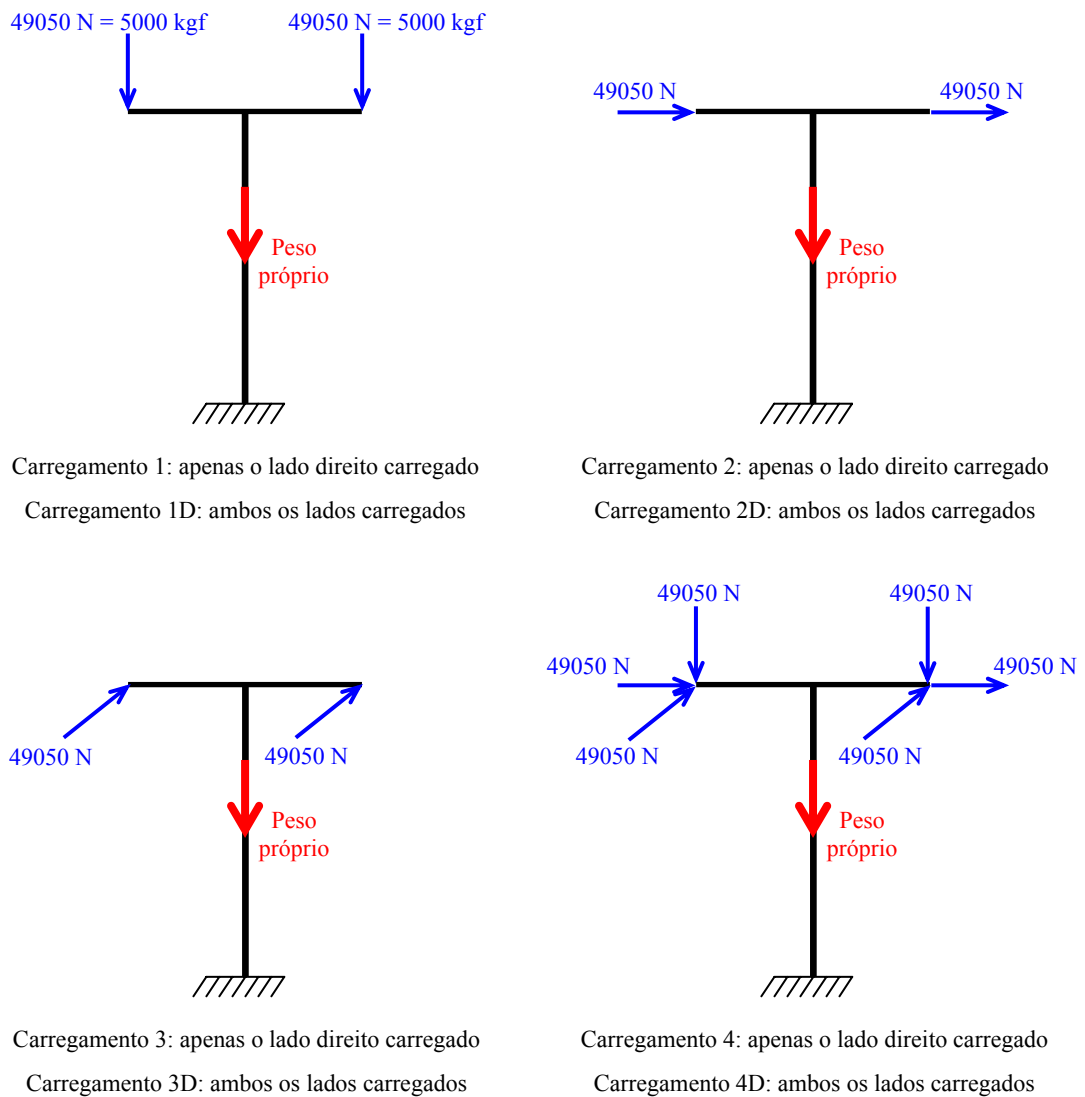 49050 N = 5000 kgf
49050 N = 5000 kgf
Peso
próprio
Carregamento 1: apenas o lado direito carregado
Carregamento 1D: ambos os lados carregados
49050 N
49050 N
Peso
próprio
Carregamento 2: apenas o lado direito carregado
Carregamento 2D: ambos os lados carregados
49050 N
49050 N
Peso
próprio
Carregamento 3: apenas o lado direito carregado
Carregamento 3D: ambos os lados carregados
49050 N
49050 N
49050 N
49050 N
49050 N
49050 N
Peso
próprio
Carregamento 4: apenas o lado direito carregado
Carregamento 4D: ambos os lados carregados